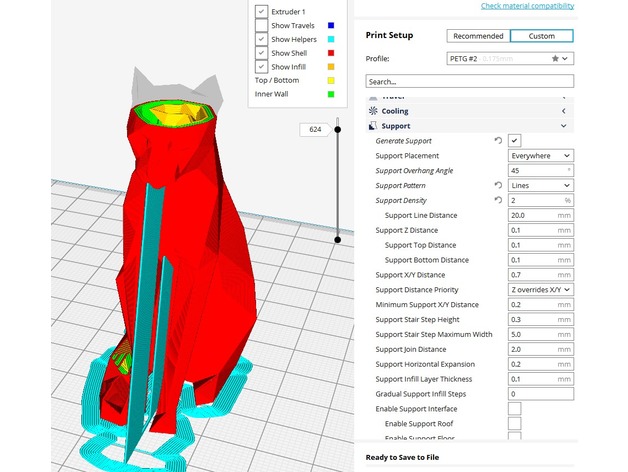 Check material compatibility
Extruder 1
Show Travels
Show Helpers
Show Shell
Show Infill
Top / Bottom
Inner Wall
624
Print Setup
Recommended
Custom
Profile:
PETG #2 0.175mm
Search...
Travel
Cooling
Support
Generate Support
Support Placement Everywhere
Support Overhang Angle 45 °
Support Pattern Lines
Support Density 2 %
Support Line Distance 20.0 mm
Support Z Distance 0.1 mm
Support Top Distance 0.1 mm
Support Bottom Distance 0.1 mm
Support X/Y Distance 0.7 mm
Support Distance Priority Z overrides X/Y
Minimum Support X/Y Distance 0.2 mm
Support Stair Step Height 0.3 mm
Support Stair Step Maximum Width 5.0 mm
Support Join Distance 2.0 mm
Support Horizontal Expansion 0.2 mm
Support Infill Layer Thickness 0.1 mm
Gradual Support Infill Steps 0
Enable Support Interface
Enable Support Roof
Enable Support Floor
Ready to Save to File